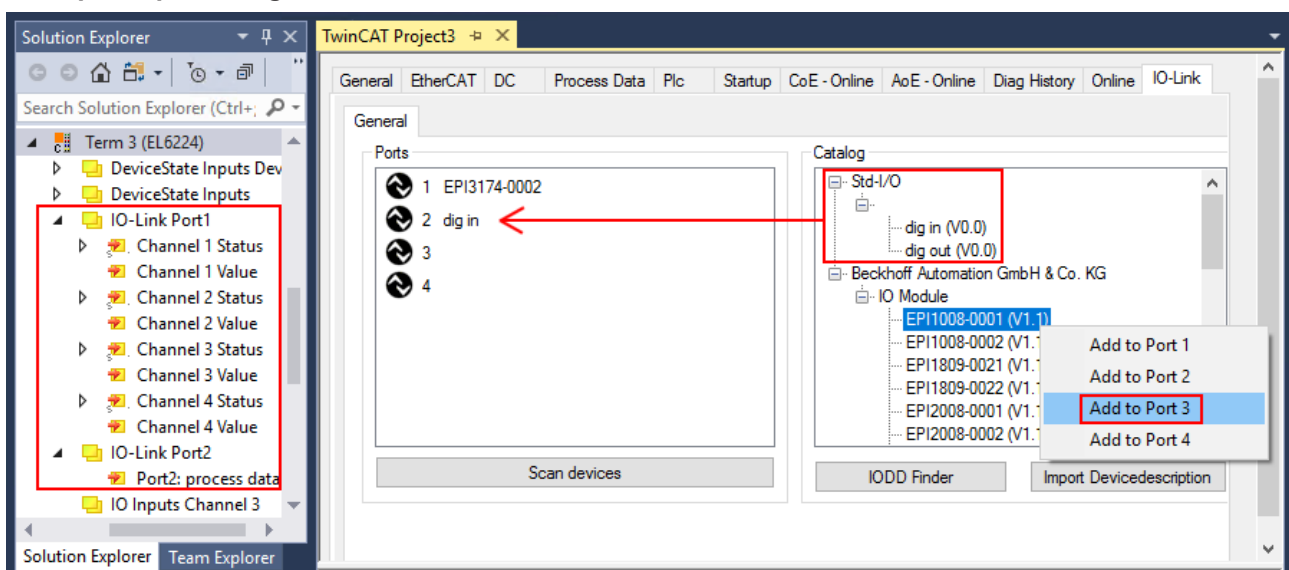 Solution Explorer
Search Solution Explorer (Ctrl+;
Term 3 (EL6224)
DeviceState Inputs Dev
DeviceState Inputs
IO-Link Port1
Channel 1 Status
Channel 1 Value
Channel 2 Status
Channel 2 Value
Channel 3 Status
Channel 3 Value
Channel 4 Status
Channel 4 Value
IO-Link Port2
Port2: process data
IO Inputs Channel 3
Solution Explorer Team Explorer
TwinCAT Project3
General EtherCAT DC Process Data Plc Startup CoE - Online AoE - Online Diag History Online IO-Link
General
Ports
1 EPI3174-0002
2 dig in
3
4
Scan devices
Catalog
Std-I/O
dig in (V0.0)
dig out (V0.0)
Beckhoff Automation GmbH & Co. KG
IO Module
EPI1008-0001 (V1.1)
EPI1008-0002 (V1.1
EPI1809-0021 (V1.1
EPI1809-0022 (V1.1
EPI2008-0001 (V1.1
EPI2008-0002 (V1.1
Add to Port 1
Add to Port 2
Add to Port 3
Add to Port 4
IODD Finder Import Devicedescription